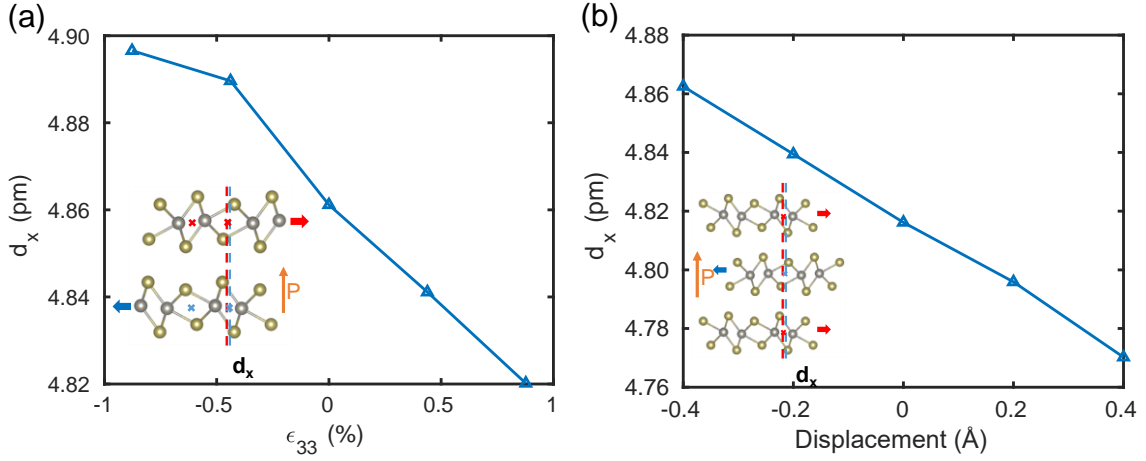 (a)
4.90
4.88
4.86
4.84
4.82
d_x (pm)
P
d_x
-1
-0.5
0
0.5
1
ϵ_33 (%)
(b)
4.88
4.86
4.84
4.82
4.80
4.78
4.76
d_x (pm)
P
d_x
-0.4
-0.2
0
0.2
0.4
Displacement (Å)